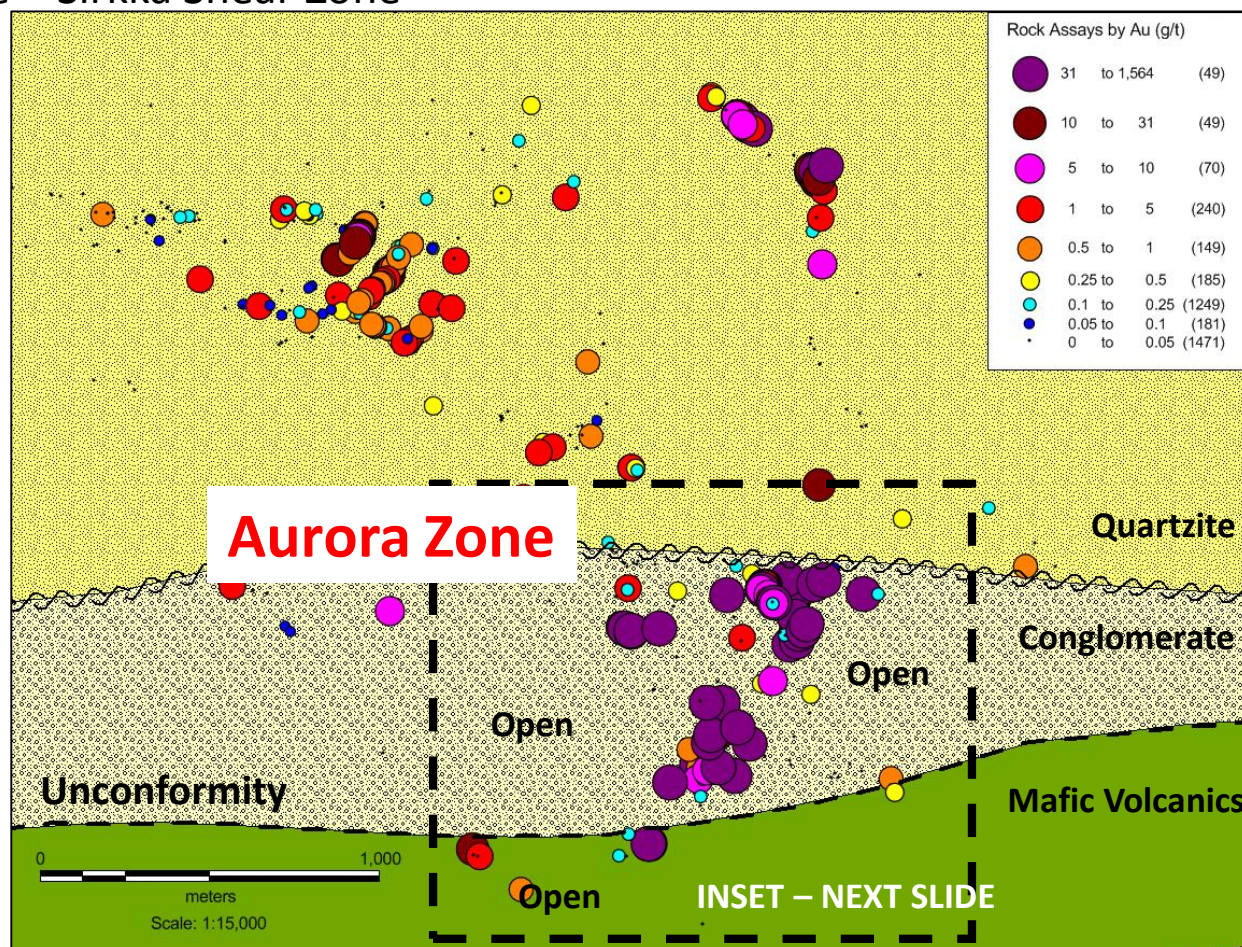 Sirkka Shear Zone
Rock Assays by Au (g/t)
31 to 1,564 (49)
10 to 31 (49)
5 to 10 (70)
1 to 5 (240)
0.5 to 1 (149)
0.25 to 0.5 (185)
0.1 to 0.25 (1249)
0.05 to 0.1 (181)
0 to 0.05 (1471)
Aurora Zone
Quartzite
Conglomerate
Open
Open
Unconformity
Mafic Volcanics
0 1,000
meters
Scale: 1:15,000
Open
INSET – NEXT SLIDE